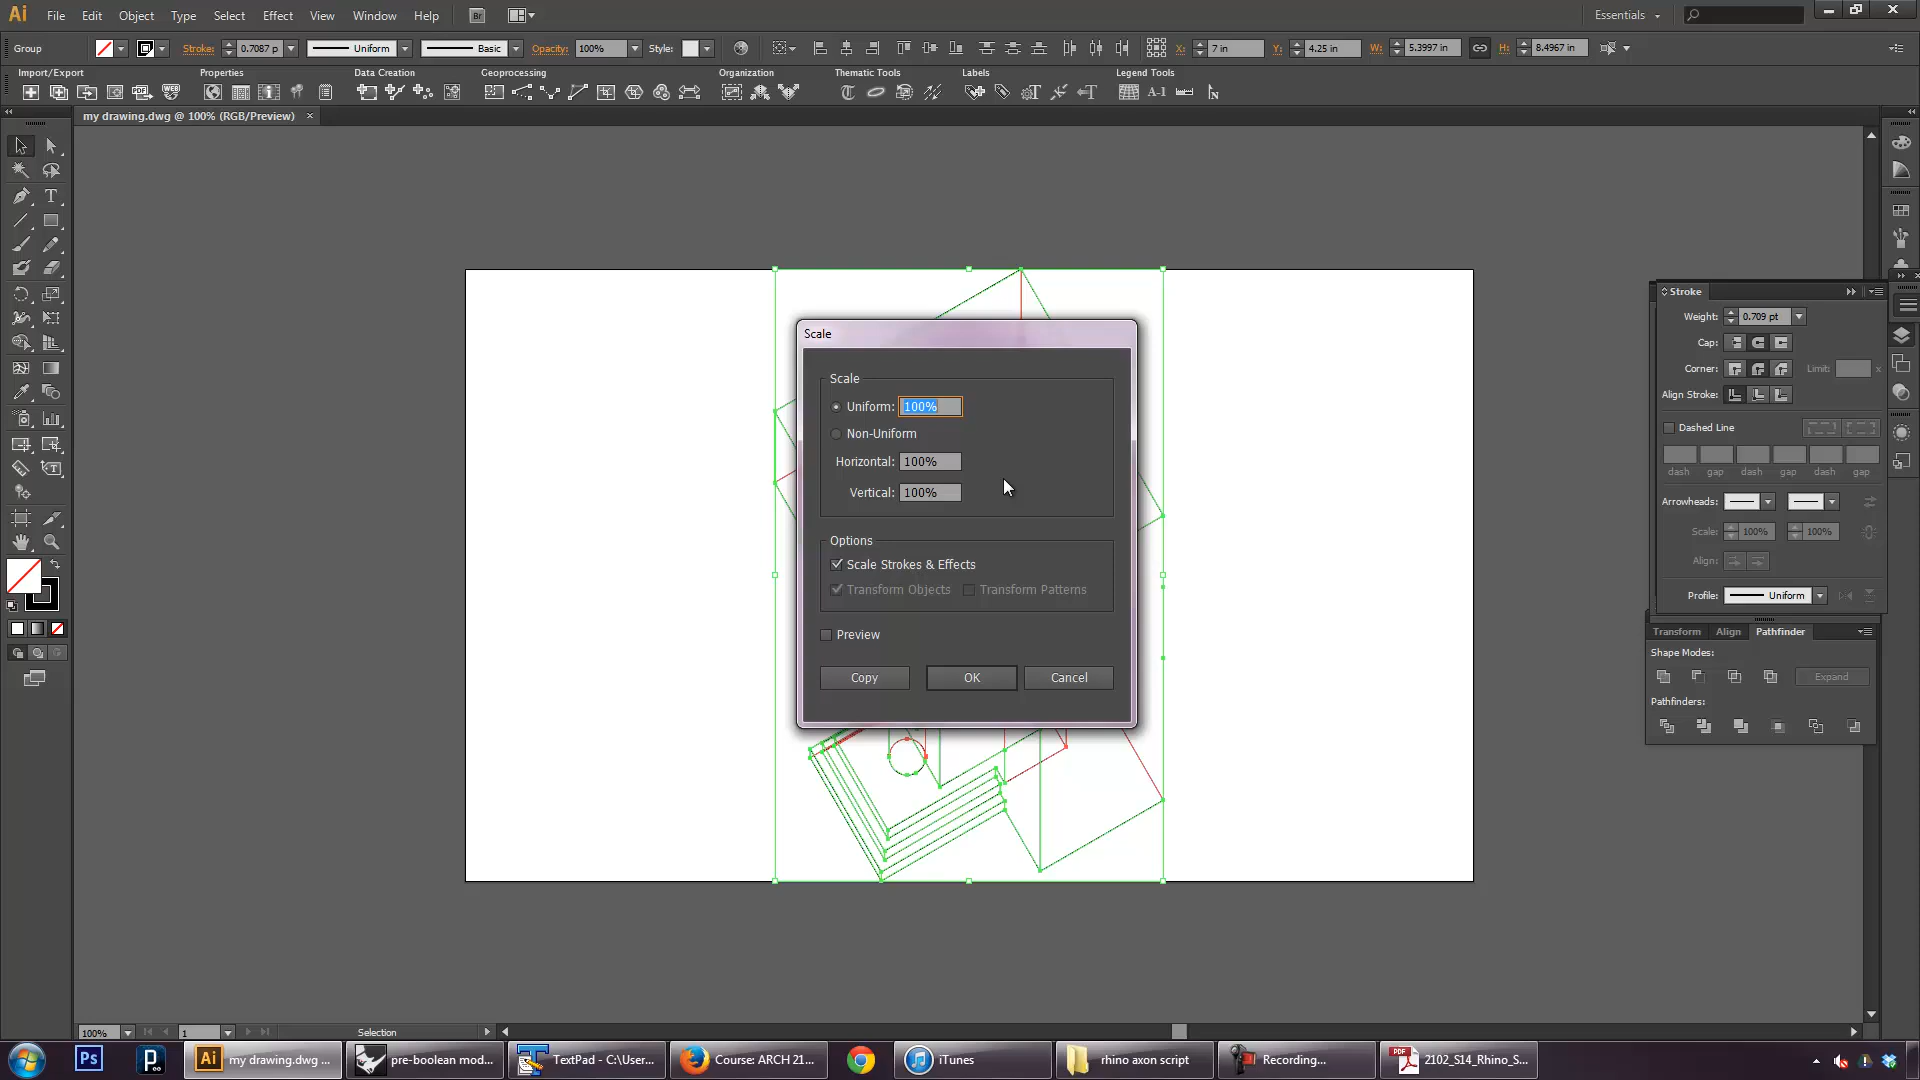 Ai File Edit Object Type Select Effect View Window Help Br Essentials
Group Stroke: 0.7087 p Uniform Basic Opacity: 100% Style: X: 7 in Y: 4.25 in W: 5.3997 in H: 8.4967 in
Import/Export Properties Data Creation Geoprocessing Organization Thematic Tools Labels Legend Tools
my drawing.dwg @ 100% (RGB/Preview) ×
Scale
Scale
Uniform: 100%
Non-Uniform
Horizontal: 100%
Vertical: 100%
Options
Scale Strokes & Effects
Transform Objects Transform Patterns
Preview
Copy OK Cancel
Stroke
Weight: 0.709 pt
Cap:
Corner: Limit: x
Align Stroke:
Dashed Line
dash gap dash gap dash gap
Arrowheads:
Scale: 100% 100%
Align:
Profile: Uniform
Transform Align Pathfinder
Shape Modes:
Expand
Pathfinders:
100% 1 Selection
Ps my drawing.dwg ... pre-boolean mod... TextPad - C:\User... Course: ARCH 21... iTunes rhino axon script Recording... 2102_S14_Rhino_S...